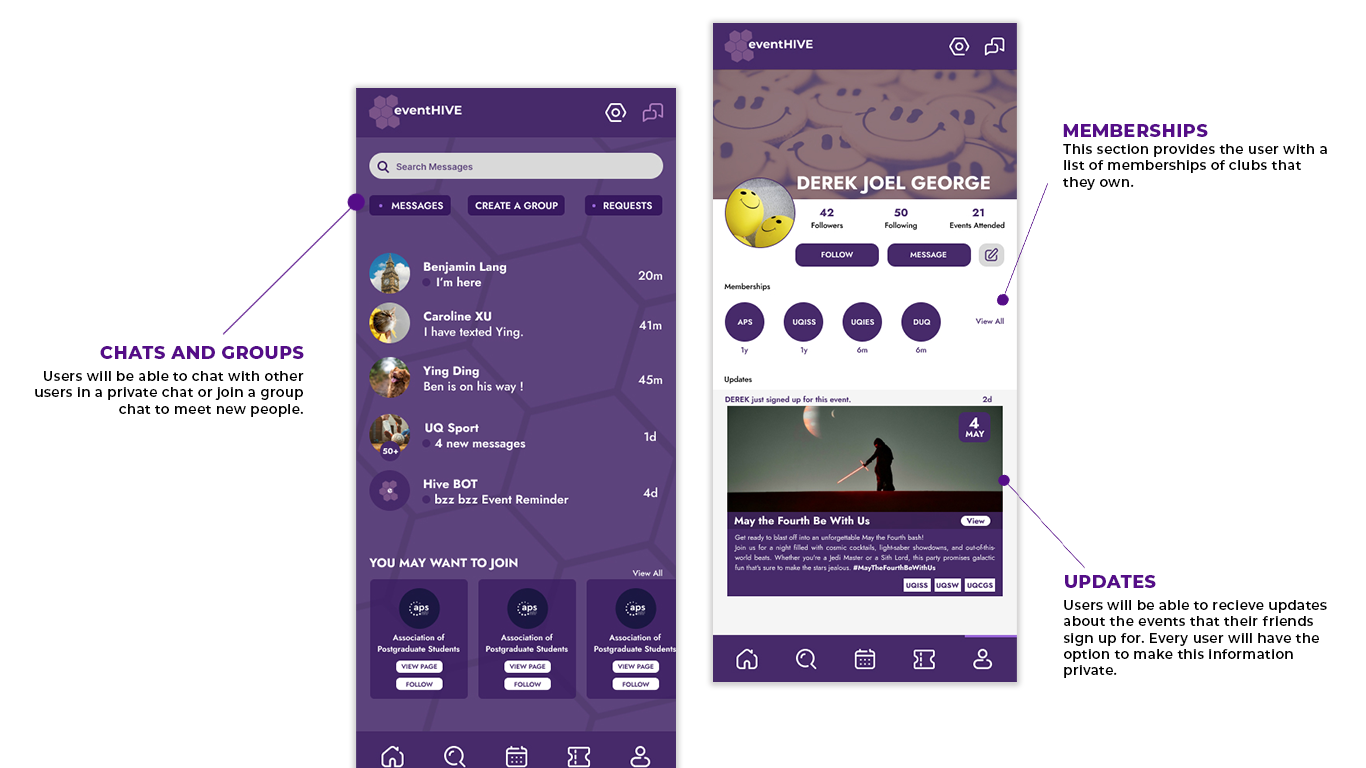 eventHIVE
Search Messages
MESSAGES
CREATE A GROUP
REQUESTS
Benjamin Lang
I'm here
20m
Caroline XU
I have texted Ying.
41m
Ying Ding
Ben is on his way !
45m
50+
UQ Sport
4 new messages
1d
e
Hive BOT
bzz bzz Event Reminder
4d
YOU MAY WANT TO JOIN
View All
aps
Association of
Postgraduate Students
VIEW PAGE
FOLLOW
aps
Association of
Postgraduate Students
VIEW PAGE
FOLLOW
aps
Association of
Postgraduate Students
VIEW PAGE
FOLLOW
CHATS AND GROUPS
Users will be able to chat with other
users in a private chat or join a group
chat to meet new people.
eventHIVE
DEREK JOEL GEORGE
42
Followers
50
Following
21
Events Attended
FOLLOW
MESSAGE
Memberships
APS
1y
UQISS
1y
UQIES
6m
DUQ
6m
View All
Updates
DEREK just signed up for this event.
2d
4
MAY
May the Fourth Be With Us
View
Get ready to blast off into an unforgettable May the Fourth bash!
Join us for a night filled with cosmic cocktails, light-saber showdowns, and out-of-this-
world beats. Whether you're a Jedi Master or a Sith Lord, this party promises galactic
fun that's sure to make the stars jealous. #MayTheFourthBeWithUs
UQISS
UQSW
UQCGS
MEMBERSHIPS
This section provides the user with a
list of memberships of clubs that
they own.
UPDATES
Users will be able to recieve updates
about the events that their friends
sign up for. Every user will have the
option to make this information
private.